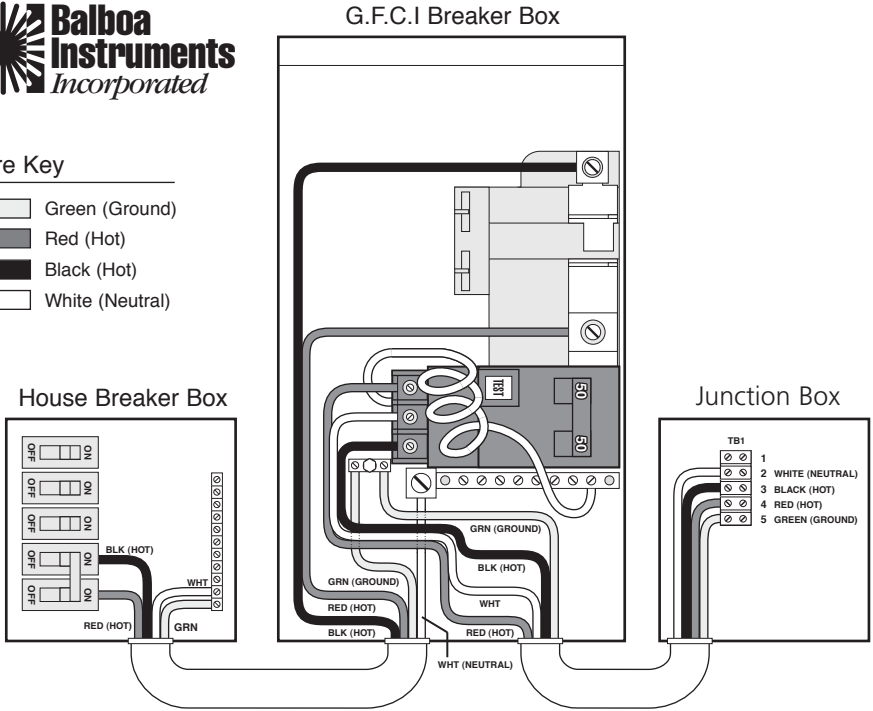 Balboa
Instruments
Incorporated
G.F.C.I Breaker Box
re Key
Green (Ground)
Red (Hot)
Black (Hot)
White (Neutral)
House Breaker Box
OFF ON
OFF ON
OFF ON
OFF ON
OFF ON
BLK (HOT)
WHT
RED (HOT)
GRN
TEST
50
50
GRN (GROUND)
BLK (HOT)
GRN (GROUND)
WHT
RED (HOT)
BLK (HOT)
RED (HOT)
WHT (NEUTRAL)
Junction Box
TB1
1
2 WHITE (NEUTRAL)
3 BLACK (HOT)
4 RED (HOT)
5 GREEN (GROUND)